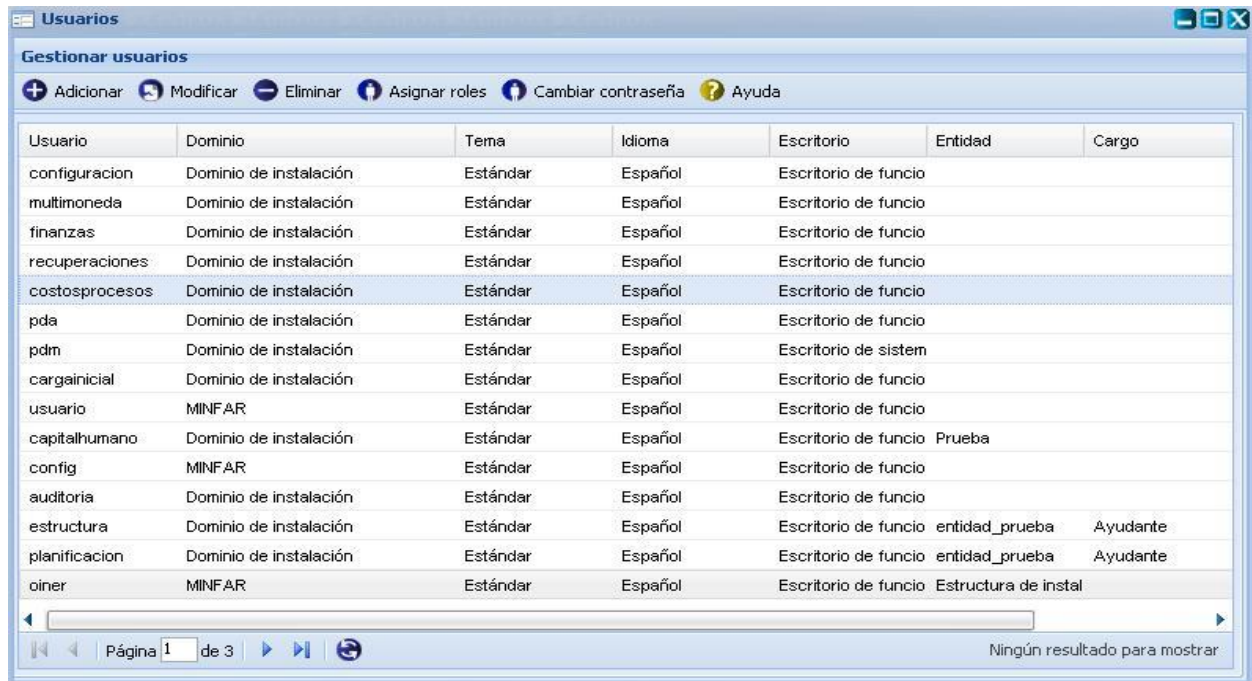 Usuarios
Gestionar usuarios
Adicionar Modificar Eliminar Asignar roles Cambiar contraseña Ayuda
Usuario Dominio Tema Idioma Escritorio Entidad Cargo
configuracion Dominio de instalación Estándar Español Escritorio de funcio
multimoneda Dominio de instalación Estándar Español Escritorio de funcio
finanzas Dominio de instalación Estándar Español Escritorio de funcio
recuperaciones Dominio de instalación Estándar Español Escritorio de funcio
costosprocesos Dominio de instalación Estándar Español Escritorio de funcio
pda Dominio de instalación Estándar Español Escritorio de funcio
pdm Dominio de instalación Estándar Español Escritorio de sistem
cargainicial Dominio de instalación Estándar Español Escritorio de funcio
usuario MINFAR Estándar Español Escritorio de funcio
capitalhumano Dominio de instalación Estándar Español Escritorio de funcio Prueba
config MINFAR Estándar Español Escritorio de funcio
auditoria Dominio de instalación Estándar Español Escritorio de funcio
estructura Dominio de instalación Estándar Español Escritorio de funcio entidad_prueba Ayudante
planificacion Dominio de instalación Estándar Español Escritorio de funcio entidad_prueba Ayudante
oiner MINFAR Estándar Español Escritorio de funcio Estructura de instal
Página 1 de 3 Ningún resultado para mostrar